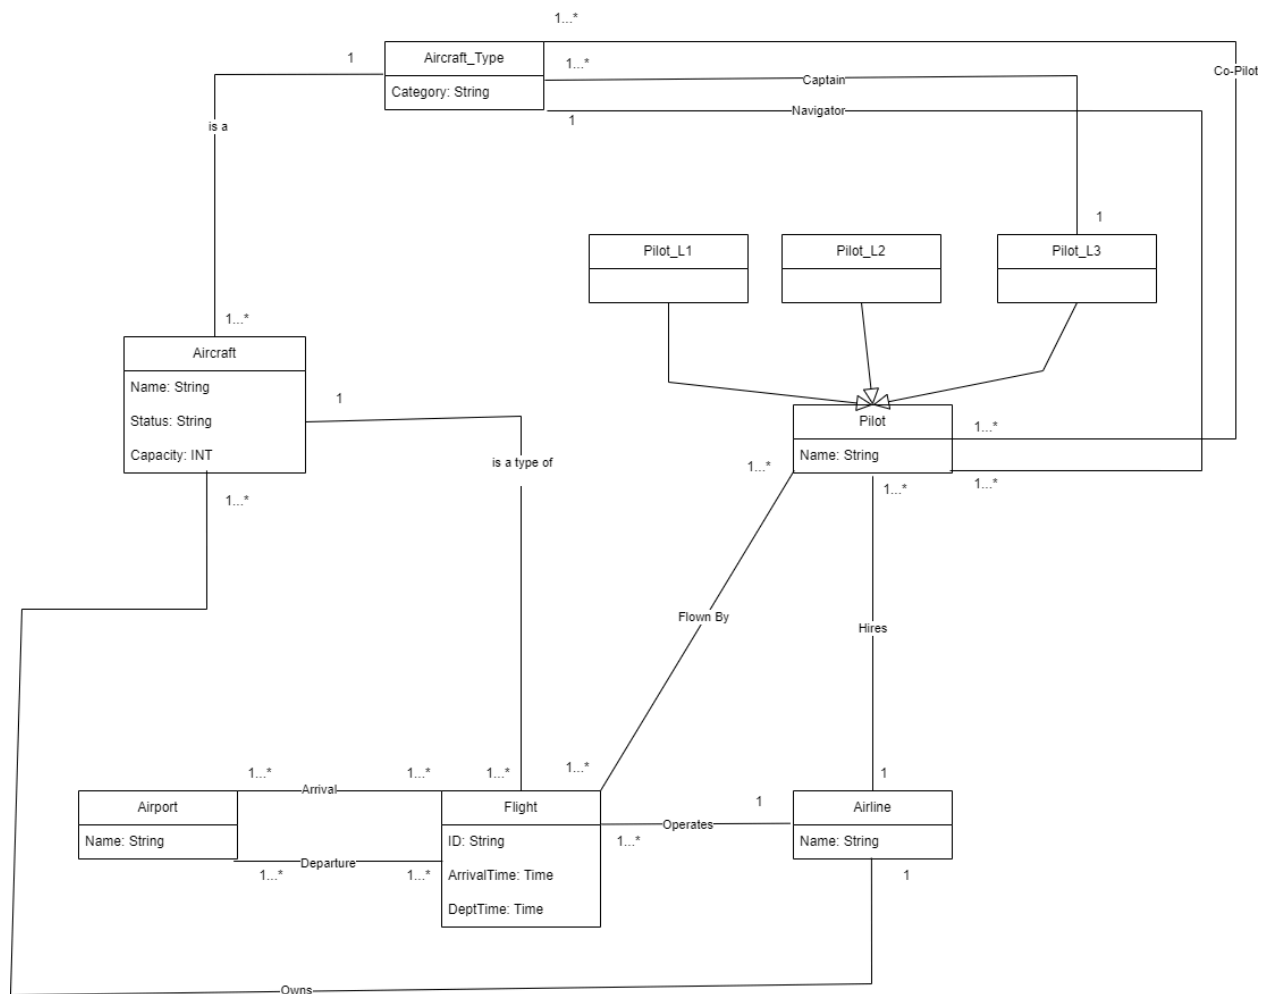 1...*
Aircraft_Type
1
1...*
Co-Pilot
Captain
Category: String
Navigator
1
is a
1
Pilot_L1
Pilot_L2
Pilot_L3
1...*
Aircraft
Name: String
1
Status: String
Pilot
1...*
Capacity: INT
Name: String
is a type of
1...*
1...*
1...*
1...*
Flown By
Hires
1...*
1...*
1...*
1...*
1
Arrival
1
Airport
Flight
Airline
Operates
Name: String
ID: String
1...*
Name: String
Departure
1...*
1...*
ArrivalTime: Time
1
DeptTime: Time
Owns